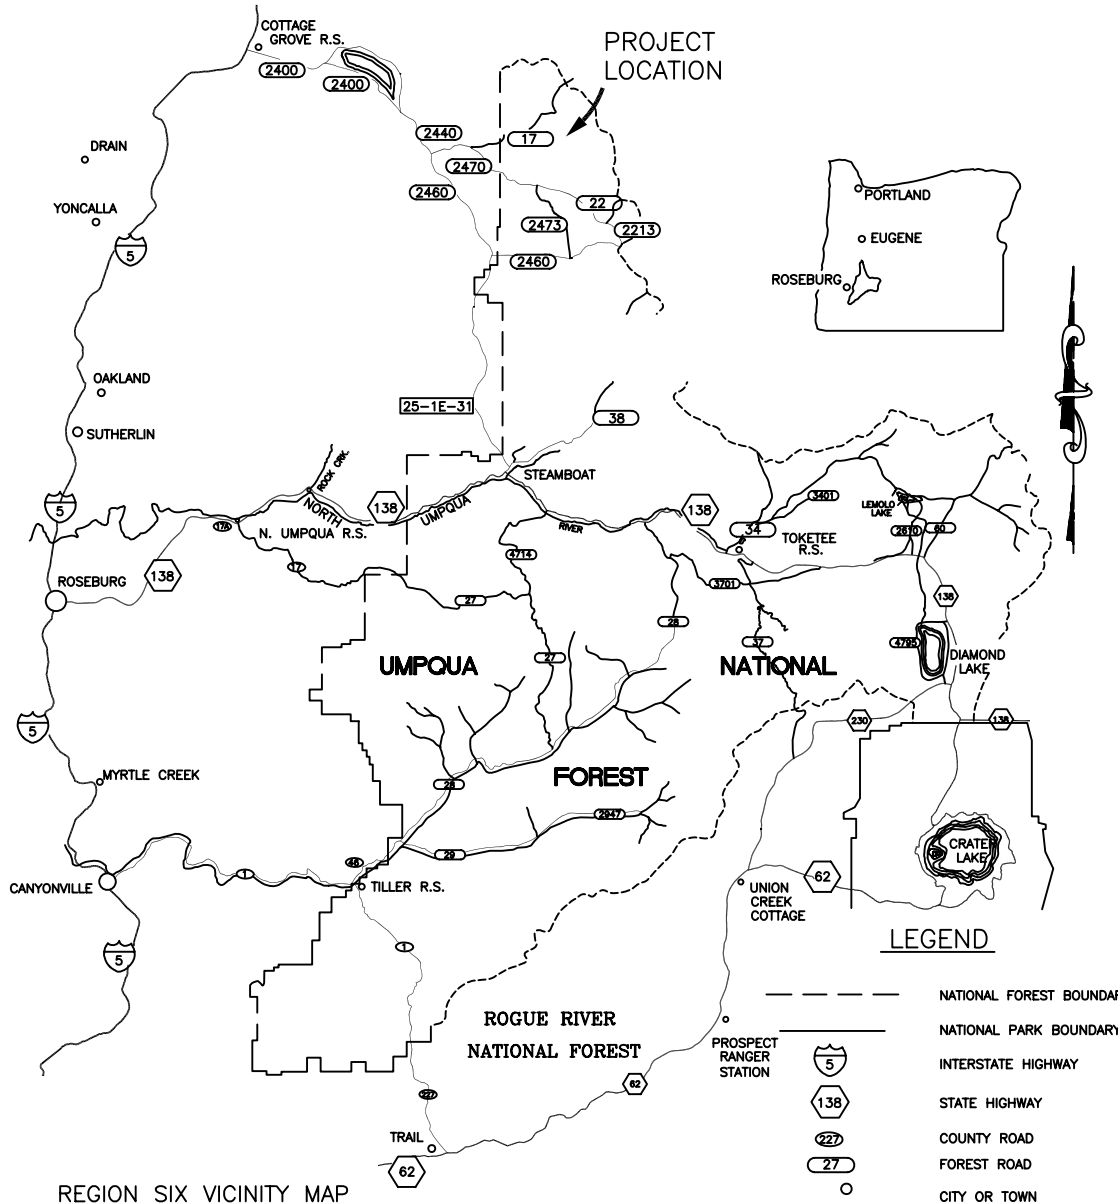 COTTAGE
GROVE R.S.
PROJECT
LOCATION
2400
2400
2440
17
DRAIN
2470
2460
PORTLAND
22
YONCALLA
2473
2213
EUGENE
5
2460
ROSEBURG
OAKLAND
25-1E-31
38
SUTHERLIN
ROCK CRK.
STEAMBOAT
5
138
NORTH
UMPQUA
RIVER
138
3401
LEMOLO
LAKE
17A
N. UMPQUA R.S.
34
TOKETEE
R.S.
2610
60
4714
17
138
ROSEBURG
3701
27
138
28
37
4795
27
UMPQUA
NATIONAL
DIAMOND
LAKE
5
230
138
MYRTLE CREEK
28
FOREST
2947
CRATER
LAKE
29
46
1
CANYONVILLE
TILLER R.S.
62
UNION
CREEK
COTTAGE
LEGEND
5
1
NATIONAL FOREST BOUNDAR
ROGUE RIVER
NATIONAL FOREST
NATIONAL PARK BOUNDARY
PROSPECT
RANGER
STATION
5
INTERSTATE HIGHWAY
62
227
138
STATE HIGHWAY
TRAIL
227
COUNTY ROAD
62
27
FOREST ROAD
REGION SIX VICINITY MAP
CITY OR TOWN